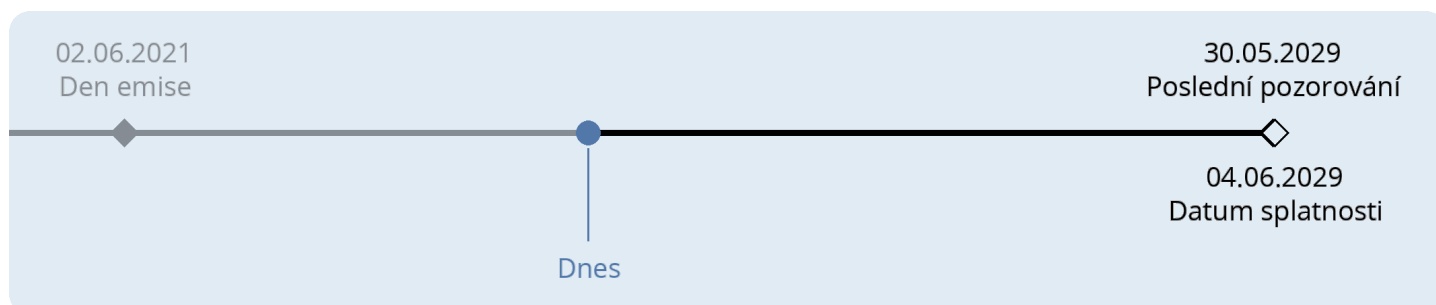 02.06.2021
Den emise
30.05.2029
Poslední pozorování
04.06.2029
Datum splatnosti
Dnes